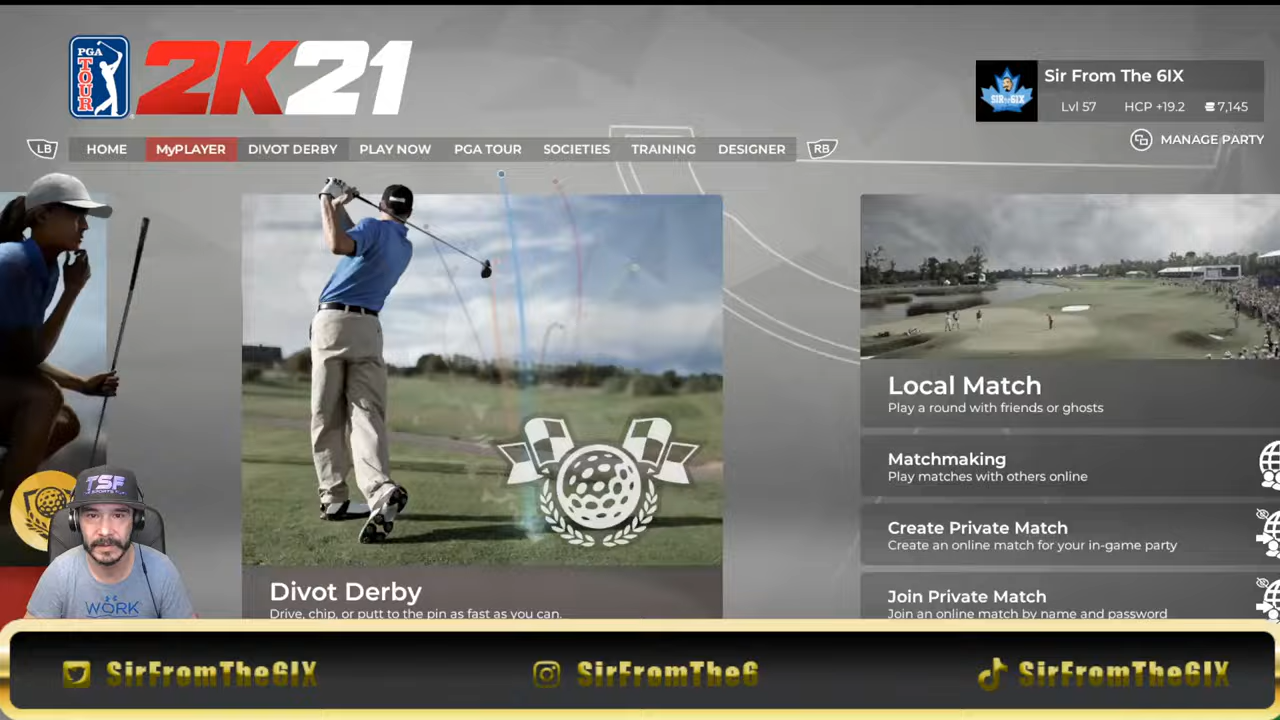 PGA
TOUR
2K21
Sir From The 6IX
Lvl 57 HCP +19.2 7,145
MANAGE PARTY
LB HOME MyPLAYER DIVOT DERBY PLAY NOW PGA TOUR SOCIETIES TRAINING DESIGNER RB
Local Match
Play a round with friends or ghosts
Matchmaking
Play matches with others online
Create Private Match
Create an online match for your in-game party
Join Private Match
Join an online match by name and password
Divot Derby
Drive, chip, or putt to the pin as fast as you can.
TSF
SPORTS
WORK
SirFromThe6IX SirFromThe6 SirFromThe6IX